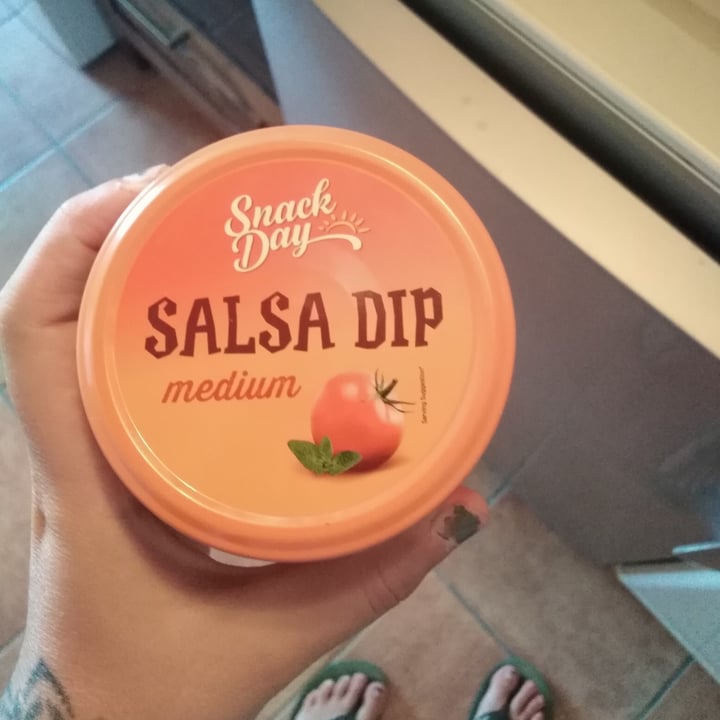 Snack
Day
SALSA DIP
medium
Serving Suggestion